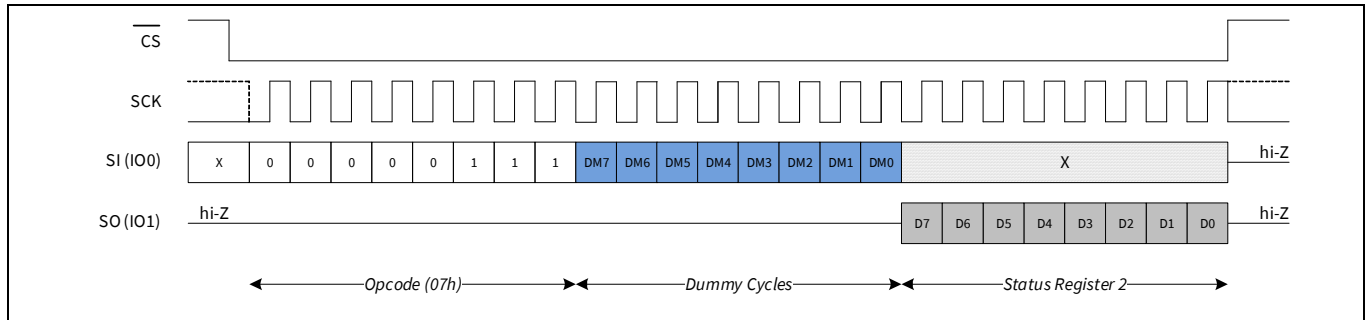 CS
SCK
SI (IO0) X 0 0 0 0 0 1 1 1 DM7 DM6 DM5 DM4 DM3 DM2 DM1 DM0 X hi-Z
SO (IO1) hi-Z D7 D6 D5 D4 D3 D2 D1 D0 hi-Z
Opcode (07h) Dummy Cycles Status Register 2